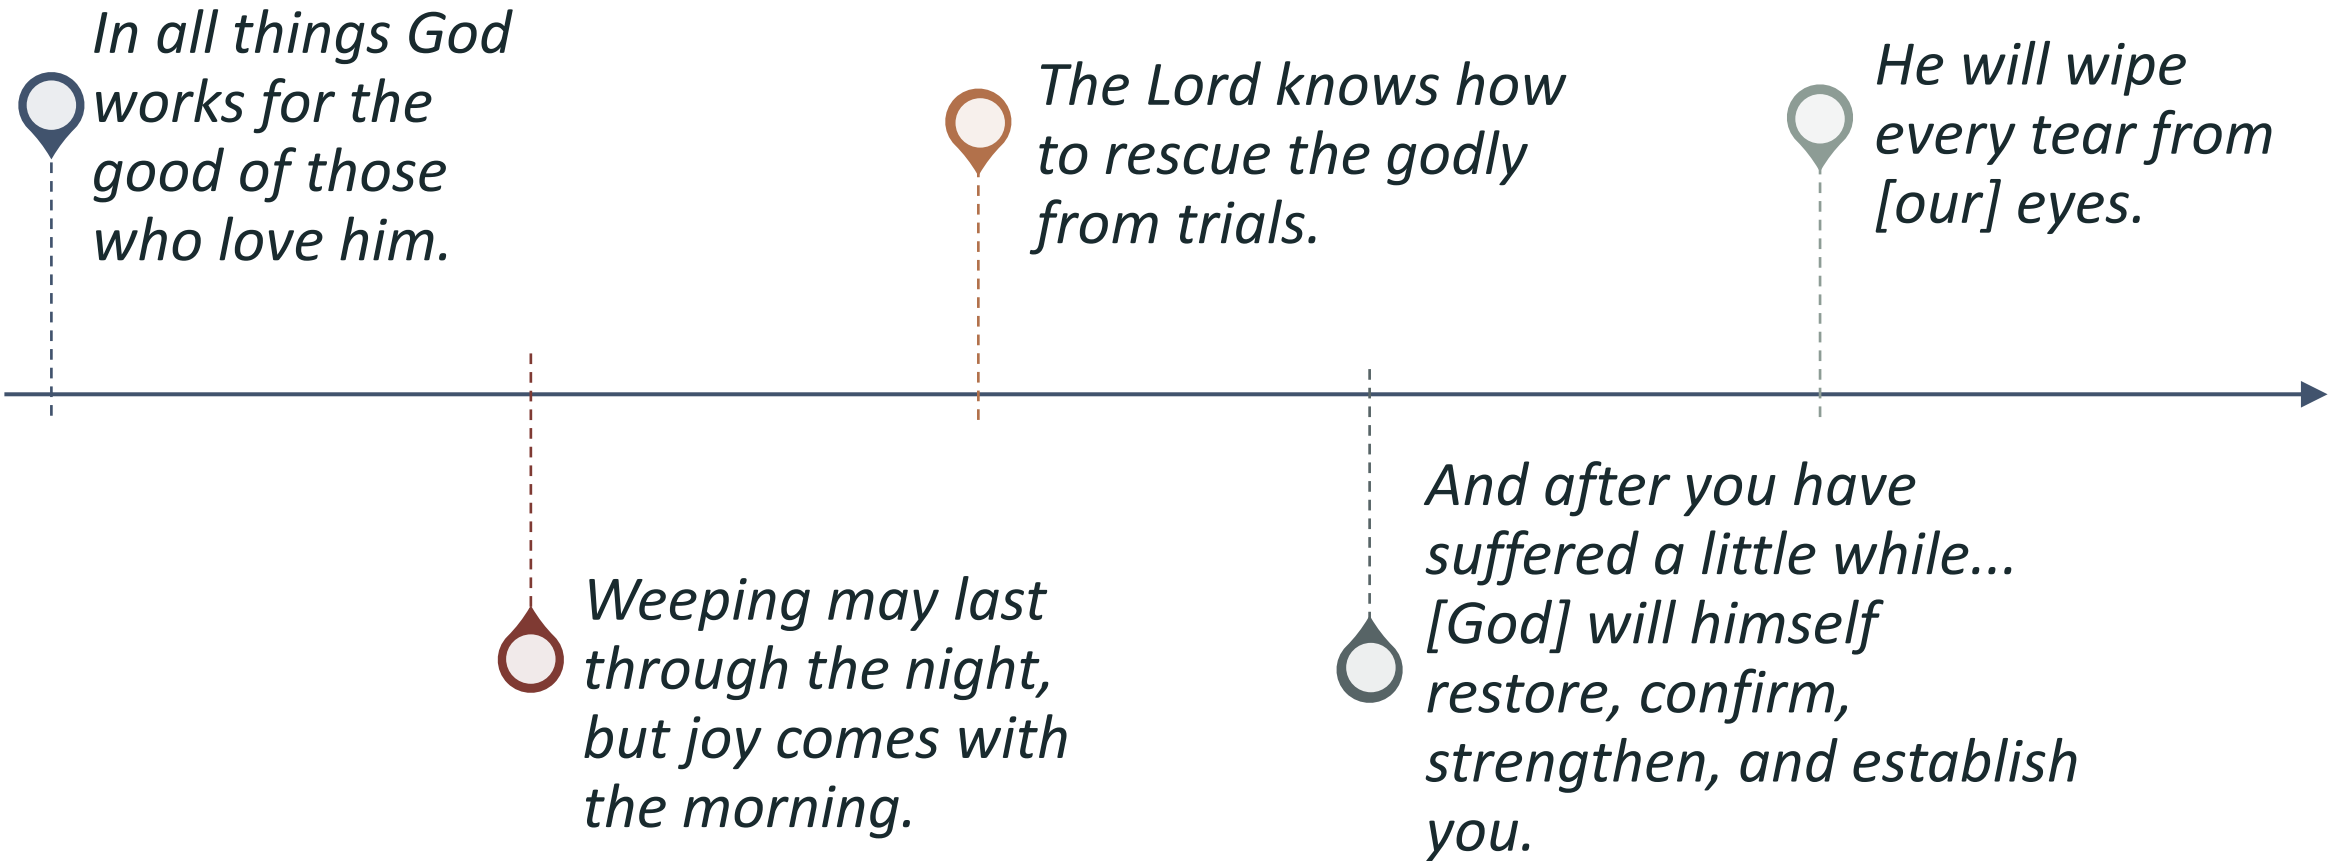 In all things God
works for the
good of those
who love him.
Weeping may last
through the night,
but joy comes with
the morning.
The Lord knows how
to rescue the godly
from trials.
And after you have
suffered a little while...
[God] will himself
restore, confirm,
strengthen, and establish
you.
He will wipe
every tear from
[our] eyes.